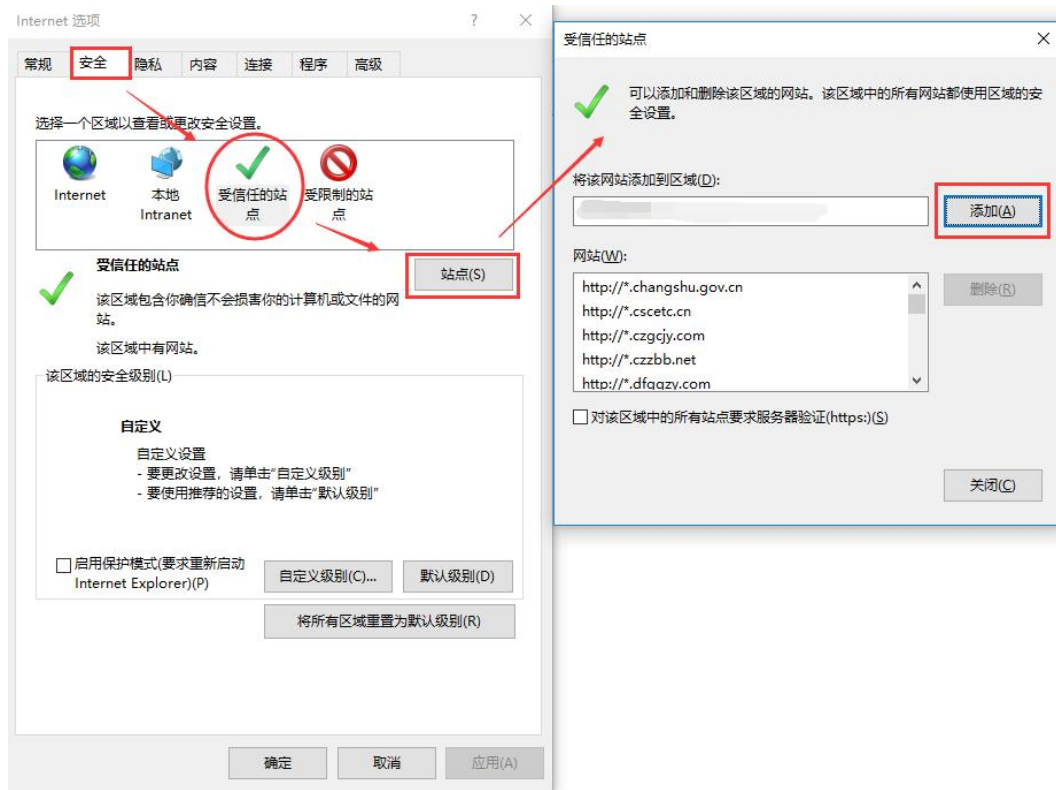 Internet 选项
常规 安全 隐私 内容 连接 程序 高级
选择一个区域以查看或更改安全设置。
Internet
本地
Intranet
受信任的站
点
受限制的站
点
受信任的站点
站点(S)
该区域包含你确信不会损害你的计算机或文件的网
站。
该区域中有网站。
该区域的安全级别(L)
自定义
自定义设置
- 要更改设置，请单击“自定义级别”
- 要使用推荐的设置，请单击“默认级别”
启用保护模式(要求重新启动
Internet Explorer)(P)
自定义级别(C)...
默认级别(D)
将所有区域重置为默认级别(R)
确定
取消
应用(A)
受信任的站点
可以添加和删除该区域的网站。该区域中的所有网站都使用区域的安
全设置。
将该网站添加到区域(D):
添加(A)
网站(W):
http://*.changshu.gov.cn
http://*.cscetc.cn
http://*.czgcjy.com
http://*.czzbb.net
http://*.dfggzy.com
删除(R)
对该区域中的所有站点要求服务器验证(https:)(S)
关闭(C)